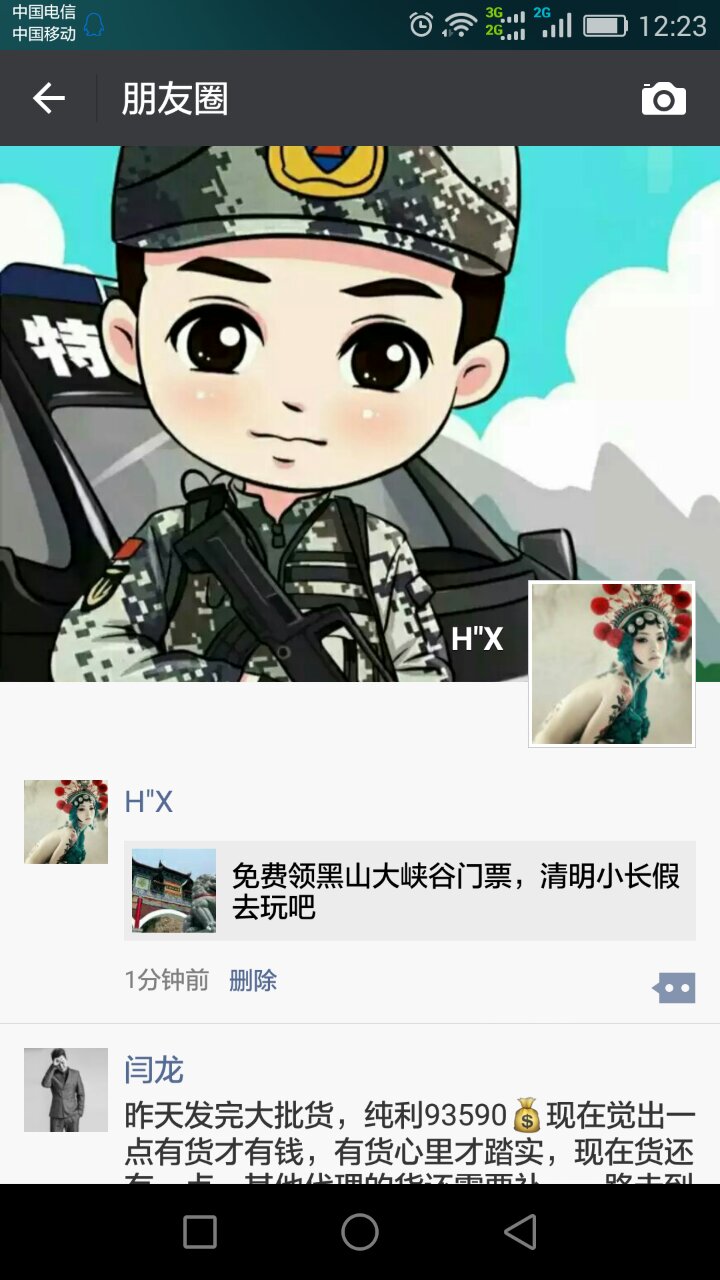 中国电信
中国移动
3G
2G
2G
12:23
朋友圈
特
H"X
H"X
免费领黑山大峡谷门票，清明小长假
去玩吧
1分钟前 删除
闫龙
昨天发完大批货，纯利93590💰现在觉出一
点有货才有钱，有货心里才踏实，现在货还